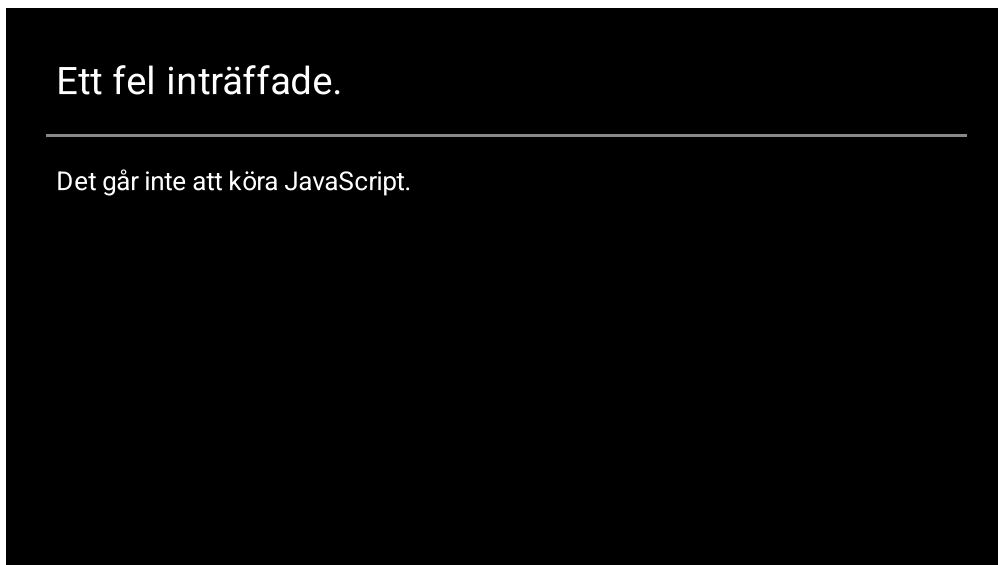 Ett fel inträffade.
Det går inte att köra JavaScript.